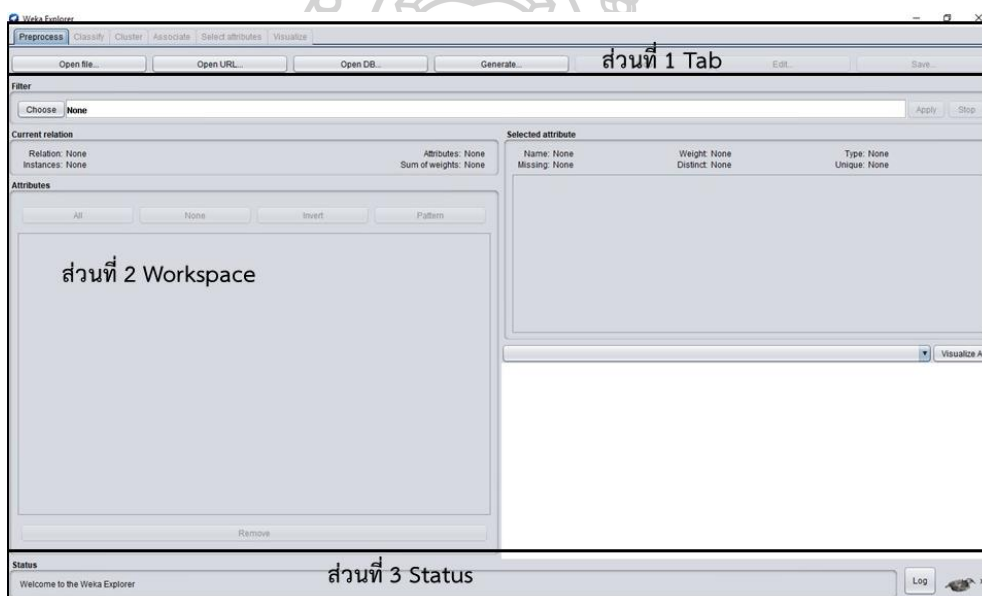 Weka Explorer
Preprocess Classify Cluster Associate Select attributes Visualize
Open file... Open URL... Open DB... Generate... ส่วนที่ 1 Tab Edit... Save...
Filter
Choose None Apply Stop
Current relation
Relation: None Attributes: None
Instances: None Sum of weights: None
Selected attribute
Name: None Weight: None Type: None
Missing: None Distinct: None Unique: None
Attributes
All None Invert Pattern
ส่วนที่ 2 Workspace
Visualize A
Remove
Status
Welcome to the Weka Explorer
ส่วนที่ 3 Status
Log